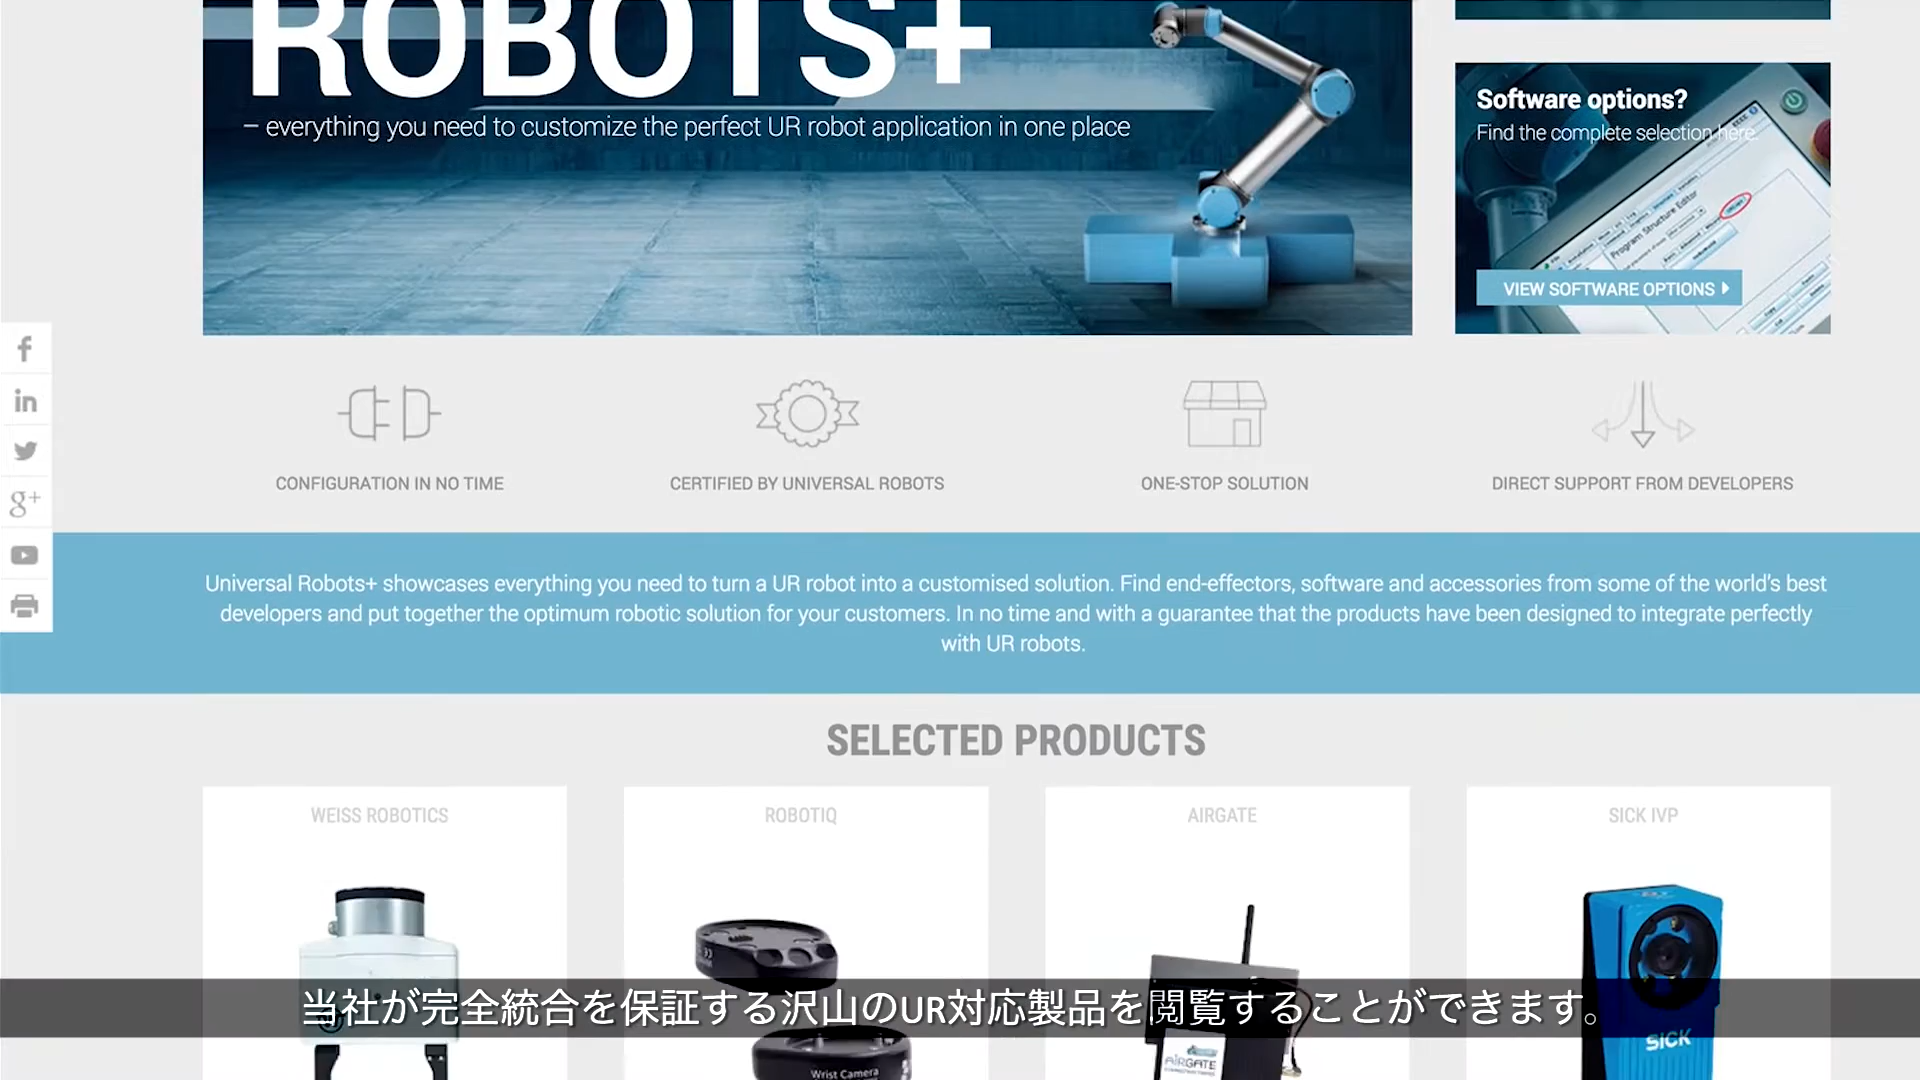 ROBOTS+
– everything you need to customize the perfect UR robot application in one place
Software options?
Find the complete selection here.
Program Structure Editor
VIEW SOFTWARE OPTIONS
f
in
g+
CONFIGURATION IN NO TIME
CERTIFIED BY UNIVERSAL ROBOTS
ONE-STOP SOLUTION
DIRECT SUPPORT FROM DEVELOPERS
Universal Robots+ showcases everything you need to turn a UR robot into a customised solution. Find end-effectors, software and accessories from some of the world's best
developers and put together the optimum robotic solution for your customers. In no time and with a guarantee that the products have been designed to integrate perfectly
with UR robots.
SELECTED PRODUCTS
WEISS ROBOTICS
ROBOTIQ
AIRGATE
SICK IVP
当社が完全統合を保証する沢山のUR対応製品を閲覧することができます。
SICK
AIRGATE
Wrist Camera